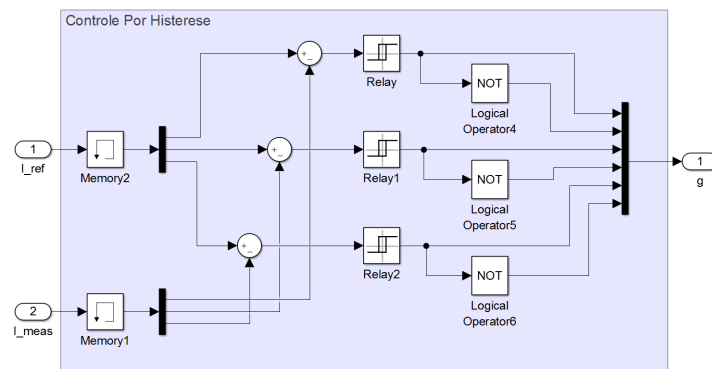 Controle Por Histerese
+
_
Relay
NOT
Logical
Operator4
1
I_ref
Memory2
+
_
Relay1
NOT
Logical
Operator5
1
g
+
_
Relay2
NOT
Logical
Operator6
2
I_meas
Memory1